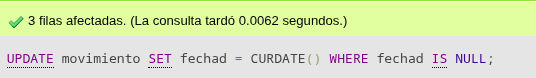 3 filas afectadas. (La consulta tardó 0.0062 segundos.)
UPDATE movimiento SET fechad = CURDATE() WHERE fechad IS NULL;